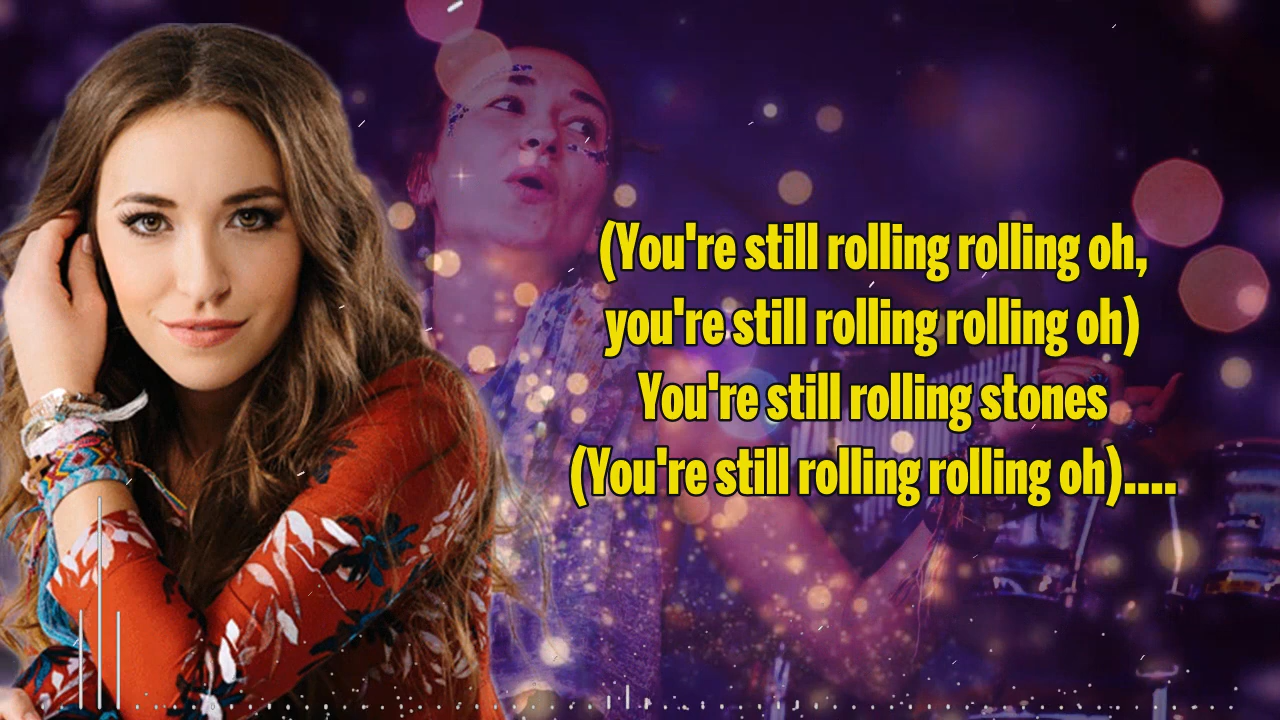 (You're still rolling rolling oh,
you're still rolling rolling oh)
You're still rolling stones
(You're still rolling rolling oh)....